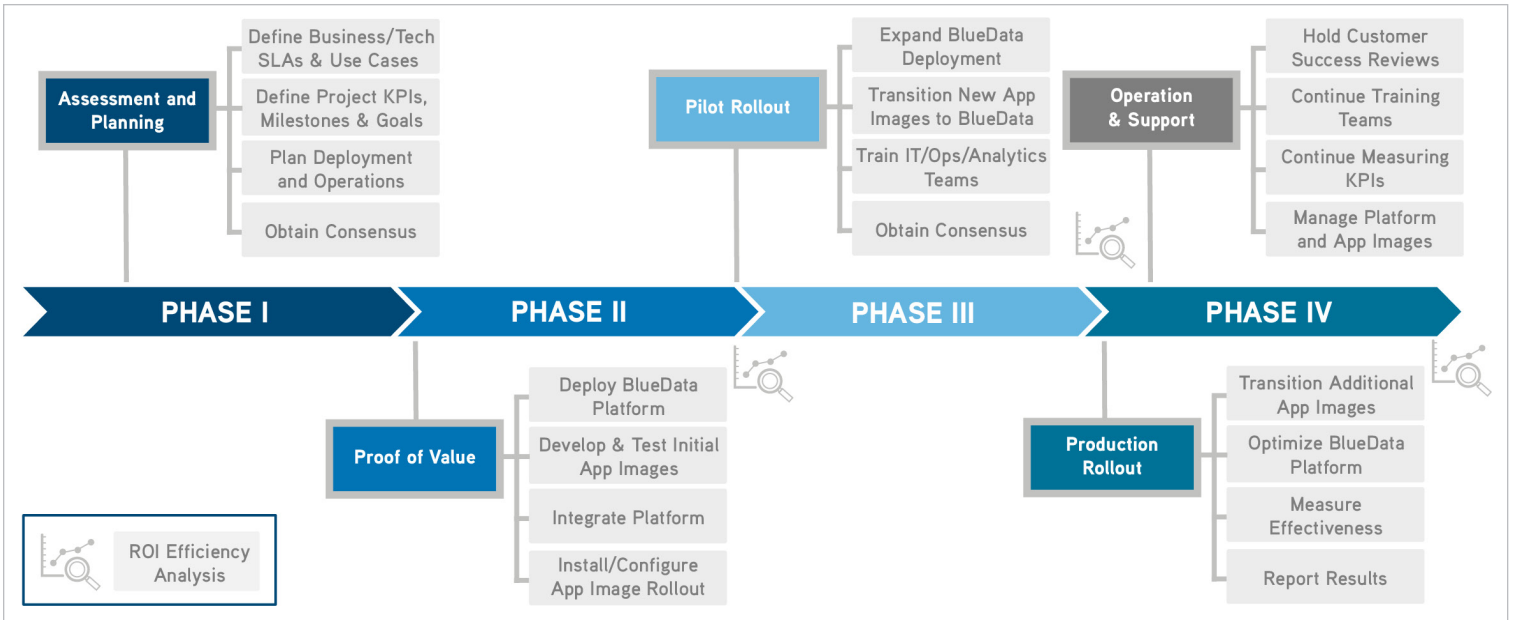 Assessment and
Planning
Define Business/Tech
SLAs & Use Cases
Define Project KPIs,
Milestones & Goals
Plan Deployment
and Operations
Obtain Consensus
Pilot Rollout
Expand BlueData
Deployment
Transition New App
Images to BlueData
Train IT/Ops/Analytics
Teams
Obtain Consensus
Operation
& Support
Hold Customer
Success Reviews
Continue Training
Teams
Continue Measuring
KPIs
Manage Platform
and App Images
PHASE I
PHASE II
PHASE III
PHASE IV
Proof of Value
Deploy BlueData
Platform
Develop & Test Initial
App Images
Integrate Platform
Install/Configure
App Image Rollout
Production
Rollout
Transition Additional
App Images
Optimize BlueData
Platform
Measure
Effectiveness
Report Results
ROI Efficiency
Analysis